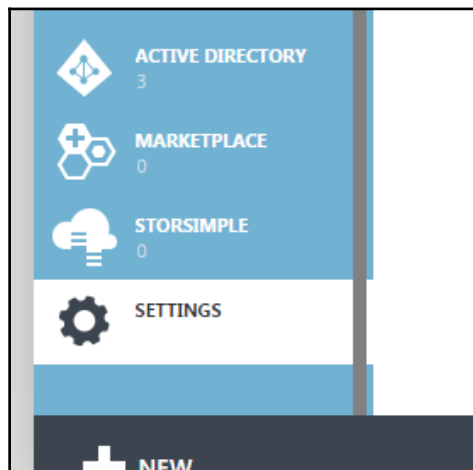 ACTIVE DIRECTORY
3
MARKETPLACE
0
STORSIMPLE
0
SETTINGS
NEW